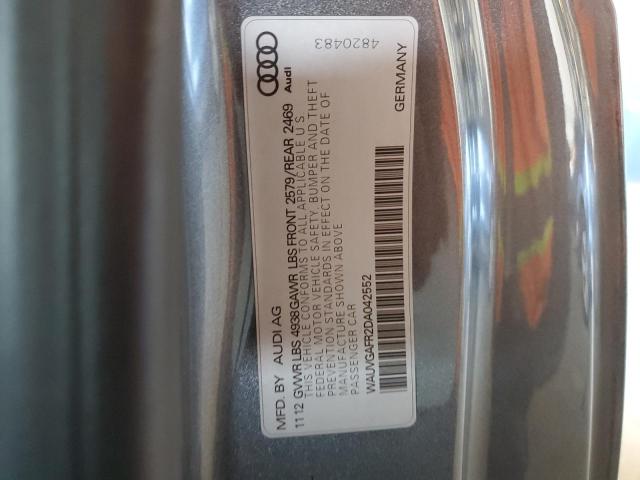 MFD. BY AUDI AG
1112 GVWR LBS 4938 GAWR LBS FRONT 2579/REAR 2469
THIS VEHICLE CONFORMS TO ALL APPLICABLE U S
FEDERAL MOTOR VEHICLE SAFETY, BUMPER AND THEFT
PREVENTION STANDARDS IN EFFECT ON THE DATE OF
MANUFACTURE SHOWN ABOVE
PASSENGER CAR
WAUVGAFR2DA042552
Audi
4820483
GERMANY